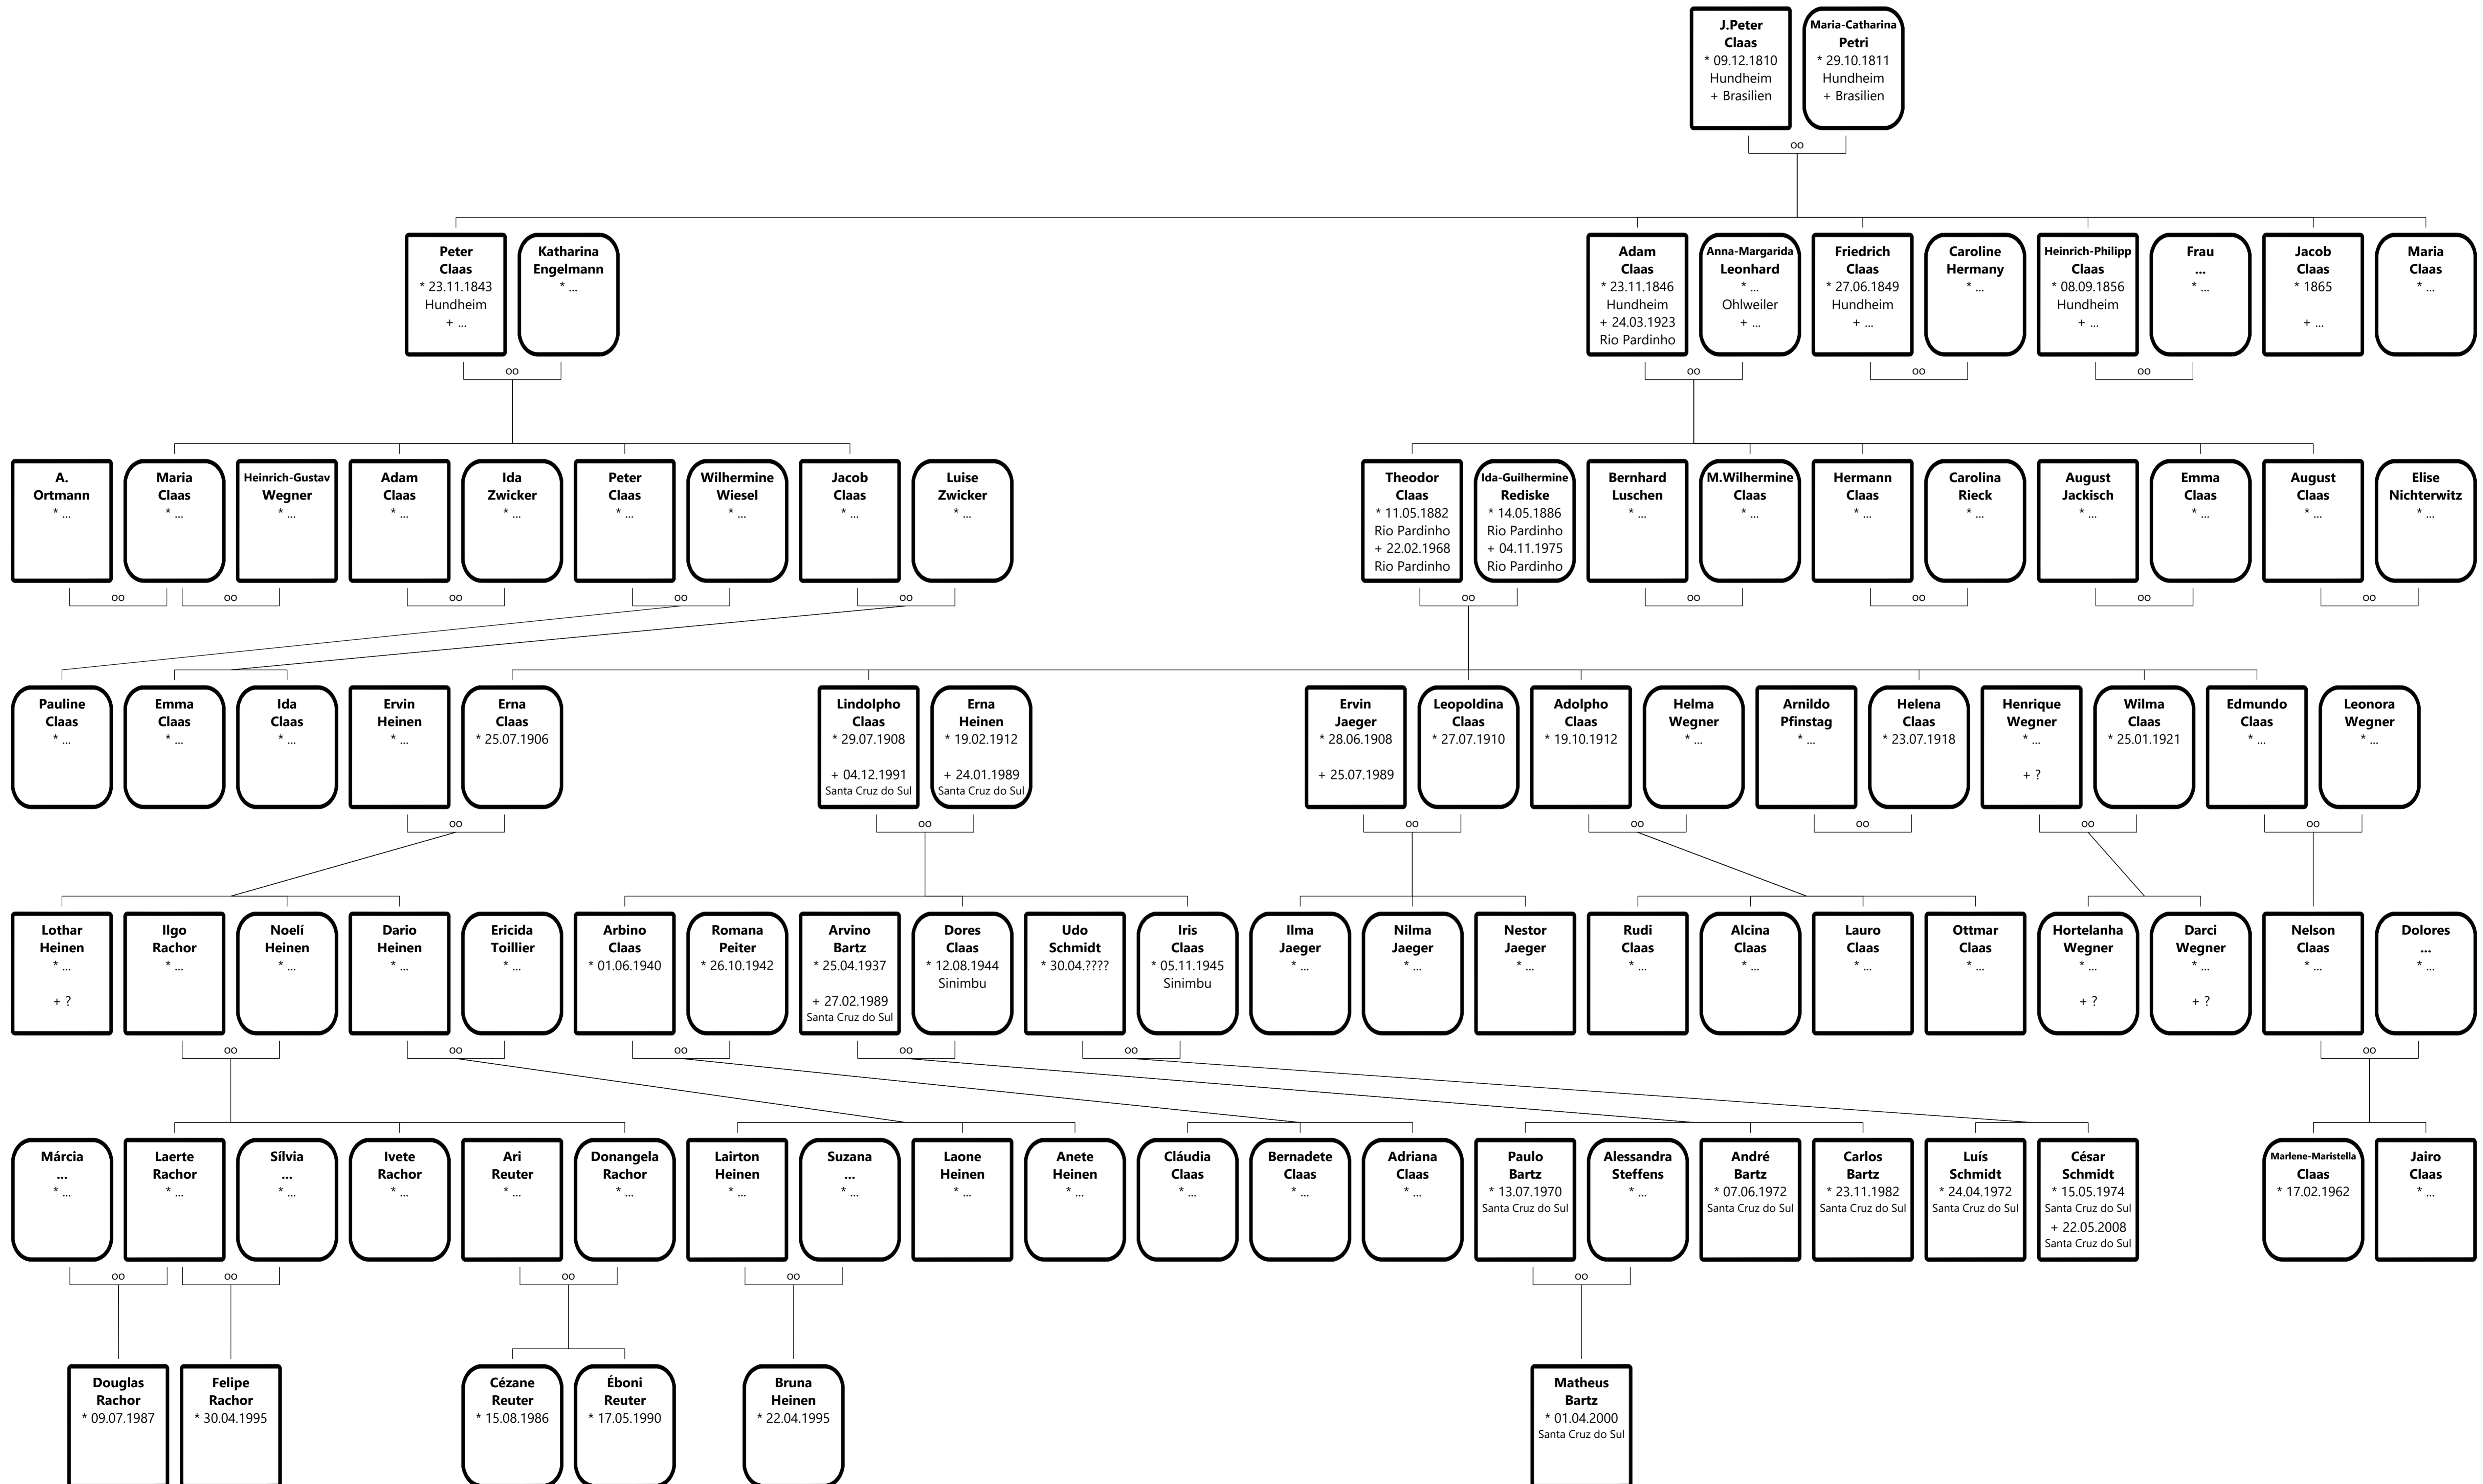 J.Peter
Claas
* 09.12.1810
Hundheim
+ Brasilien
Maria-Catharina
Petri
* 29.10.1811
Hundheim
+ Brasilien
oo
Peter
Claas
* 23.11.1843
Hundheim
+ ...
Katharina
Engelmann
* ...
Adam
Claas
* 23.11.1846
Hundheim
+ 24.03.1923
Rio Pardinho
Anna-Margarida
Leonhard
* ...
Ohlweiler
+ ...
Friedrich
Claas
* 27.06.1849
Hundheim
+ ...
Caroline
Hermany
* ...
Heinrich-Philipp
Claas
* 08.09.1856
Hundheim
+ ...
Frau
...
* ...
Jacob
Claas
* 1865
+ ...
Maria
Claas
* ...
oo
oo
oo
oo
A.
Ortmann
* ...
Maria
Claas
* ...
Heinrich-Gustav
Wegner
* ...
Adam
Claas
* ...
Ida
Zwicker
* ...
Peter
Claas
* ...
Wilhermine
Wiesel
* ...
Jacob
Claas
* ...
Luise
Zwicker
* ...
Theodor
Claas
* 11.05.1882
Rio Pardinho
+ 22.02.1968
Rio Pardinho
Ida-Guilhermine
Rediske
* 14.05.1886
Rio Pardinho
+ 04.11.1975
Rio Pardinho
Bernhard
Luschen
* ...
M.Wilhermine
Claas
* ...
Hermann
Claas
* ...
Carolina
Rieck
* ...
August
Jackisch
* ...
Emma
Claas
* ...
August
Claas
* ...
Elise
Nichterwitz
* ...
oo
oo
oo
oo
oo
oo
oo
oo
oo
oo
Pauline
Claas
* ...
Emma
Claas
* ...
Ida
Claas
* ...
Ervin
Heinen
* ...
Erna
Claas
* 25.07.1906
Lindolpho
Claas
* 29.07.1908
+ 04.12.1991
Santa Cruz do Sul
Erna
Heinen
* 19.02.1912
+ 24.01.1989
Santa Cruz do Sul
Ervin
Jaeger
* 28.06.1908
+ 25.07.1989
Leopoldina
Claas
* 27.07.1910
Adolpho
Claas
* 19.10.1912
Helma
Wegner
* ...
Arnildo
Pfinstag
* ...
Helena
Claas
* 23.07.1918
Henrique
Wegner
* ...
+ ?
Wilma
Claas
* 25.01.1921
Edmundo
Claas
* ...
Leonora
Wegner
* ...
oo
oo
oo
oo
oo
oo
oo
Lothar
Heinen
* ...
+ ?
Ilgo
Rachor
* ...
Noelí
Heinen
* ...
Dario
Heinen
* ...
Ericida
Toillier
* ...
Arbino
Claas
* 01.06.1940
Romana
Peiter
* 26.10.1942
Arvino
Bartz
* 25.04.1937
+ 27.02.1989
Santa Cruz do Sul
Dores
Claas
* 12.08.1944
Sinimbu
Udo
Schmidt
* 30.04.????
Iris
Claas
* 05.11.1945
Sinimbu
Ilma
Jaeger
* ...
Nilma
Jaeger
* ...
Nestor
Jaeger
* ...
Rudi
Claas
* ...
Alcina
Claas
* ...
Lauro
Claas
* ...
Ottmar
Claas
* ...
Hortelanha
Wegner
* ...
+ ?
Darci
Wegner
* ...
+ ?
Nelson
Claas
* ...
Dolores
...
* ...
oo
oo
oo
oo
oo
oo
Márcia
...
* ...
Laerte
Rachor
* ...
Sílvia
...
* ...
Ivete
Rachor
* ...
Ari
Reuter
* ...
Donangela
Rachor
* ...
Lairton
Heinen
* ...
Suzana
...
* ...
Laone
Heinen
* ...
Anete
Heinen
* ...
Cláudia
Claas
* ...
Bernadete
Claas
* ...
Adriana
Claas
* ...
Paulo
Bartz
* 13.07.1970
Santa Cruz do Sul
Alessandra
Steffens
* ...
André
Bartz
* 07.06.1972
Santa Cruz do Sul
Carlos
Bartz
* 23.11.1982
Santa Cruz do Sul
Luís
Schmidt
* 24.04.1972
Santa Cruz do Sul
César
Schmidt
* 15.05.1974
Santa Cruz do Sul
+ 22.05.2008
Santa Cruz do Sul
Marlene-Maristella
Claas
* 17.02.1962
Jairo
Claas
* ...
oo
oo
oo
oo
oo
Douglas
Rachor
* 09.07.1987
Felipe
Rachor
* 30.04.1995
Cézane
Reuter
* 15.08.1986
Éboni
Reuter
* 17.05.1990
Bruna
Heinen
* 22.04.1995
Matheus
Bartz
* 01.04.2000
Santa Cruz do Sul